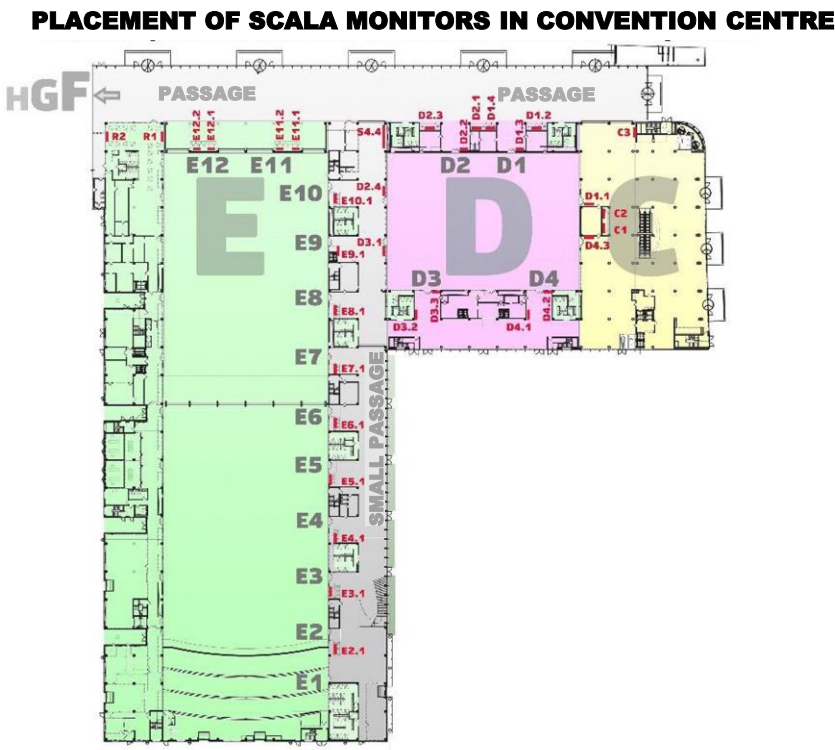 PLACEMENT OF SCALA MONITORS IN CONVENTION CENTRE
HGF
PASSAGE
PASSAGE
R2
R1
E12.2
E12.1
E11.2
E11.1
S4.4
D2.3
D2.2
D2.1
D1.4
D1.3
D1.2
C3
E12
E11
D2
D1
E
D
C
E10
D2.4
E10.1
D1.1
C2
C1
D4.3
E9
D3.1
E9.1
D3
D4
E8
E8.1
D3.3
D3.2
D4.1
D4.2
E7
E7.1
SMALL PASSAGE
E6
E6.1
E5
E5.1
E4
E4.1
E3
E3.1
E2
E2.1
E1